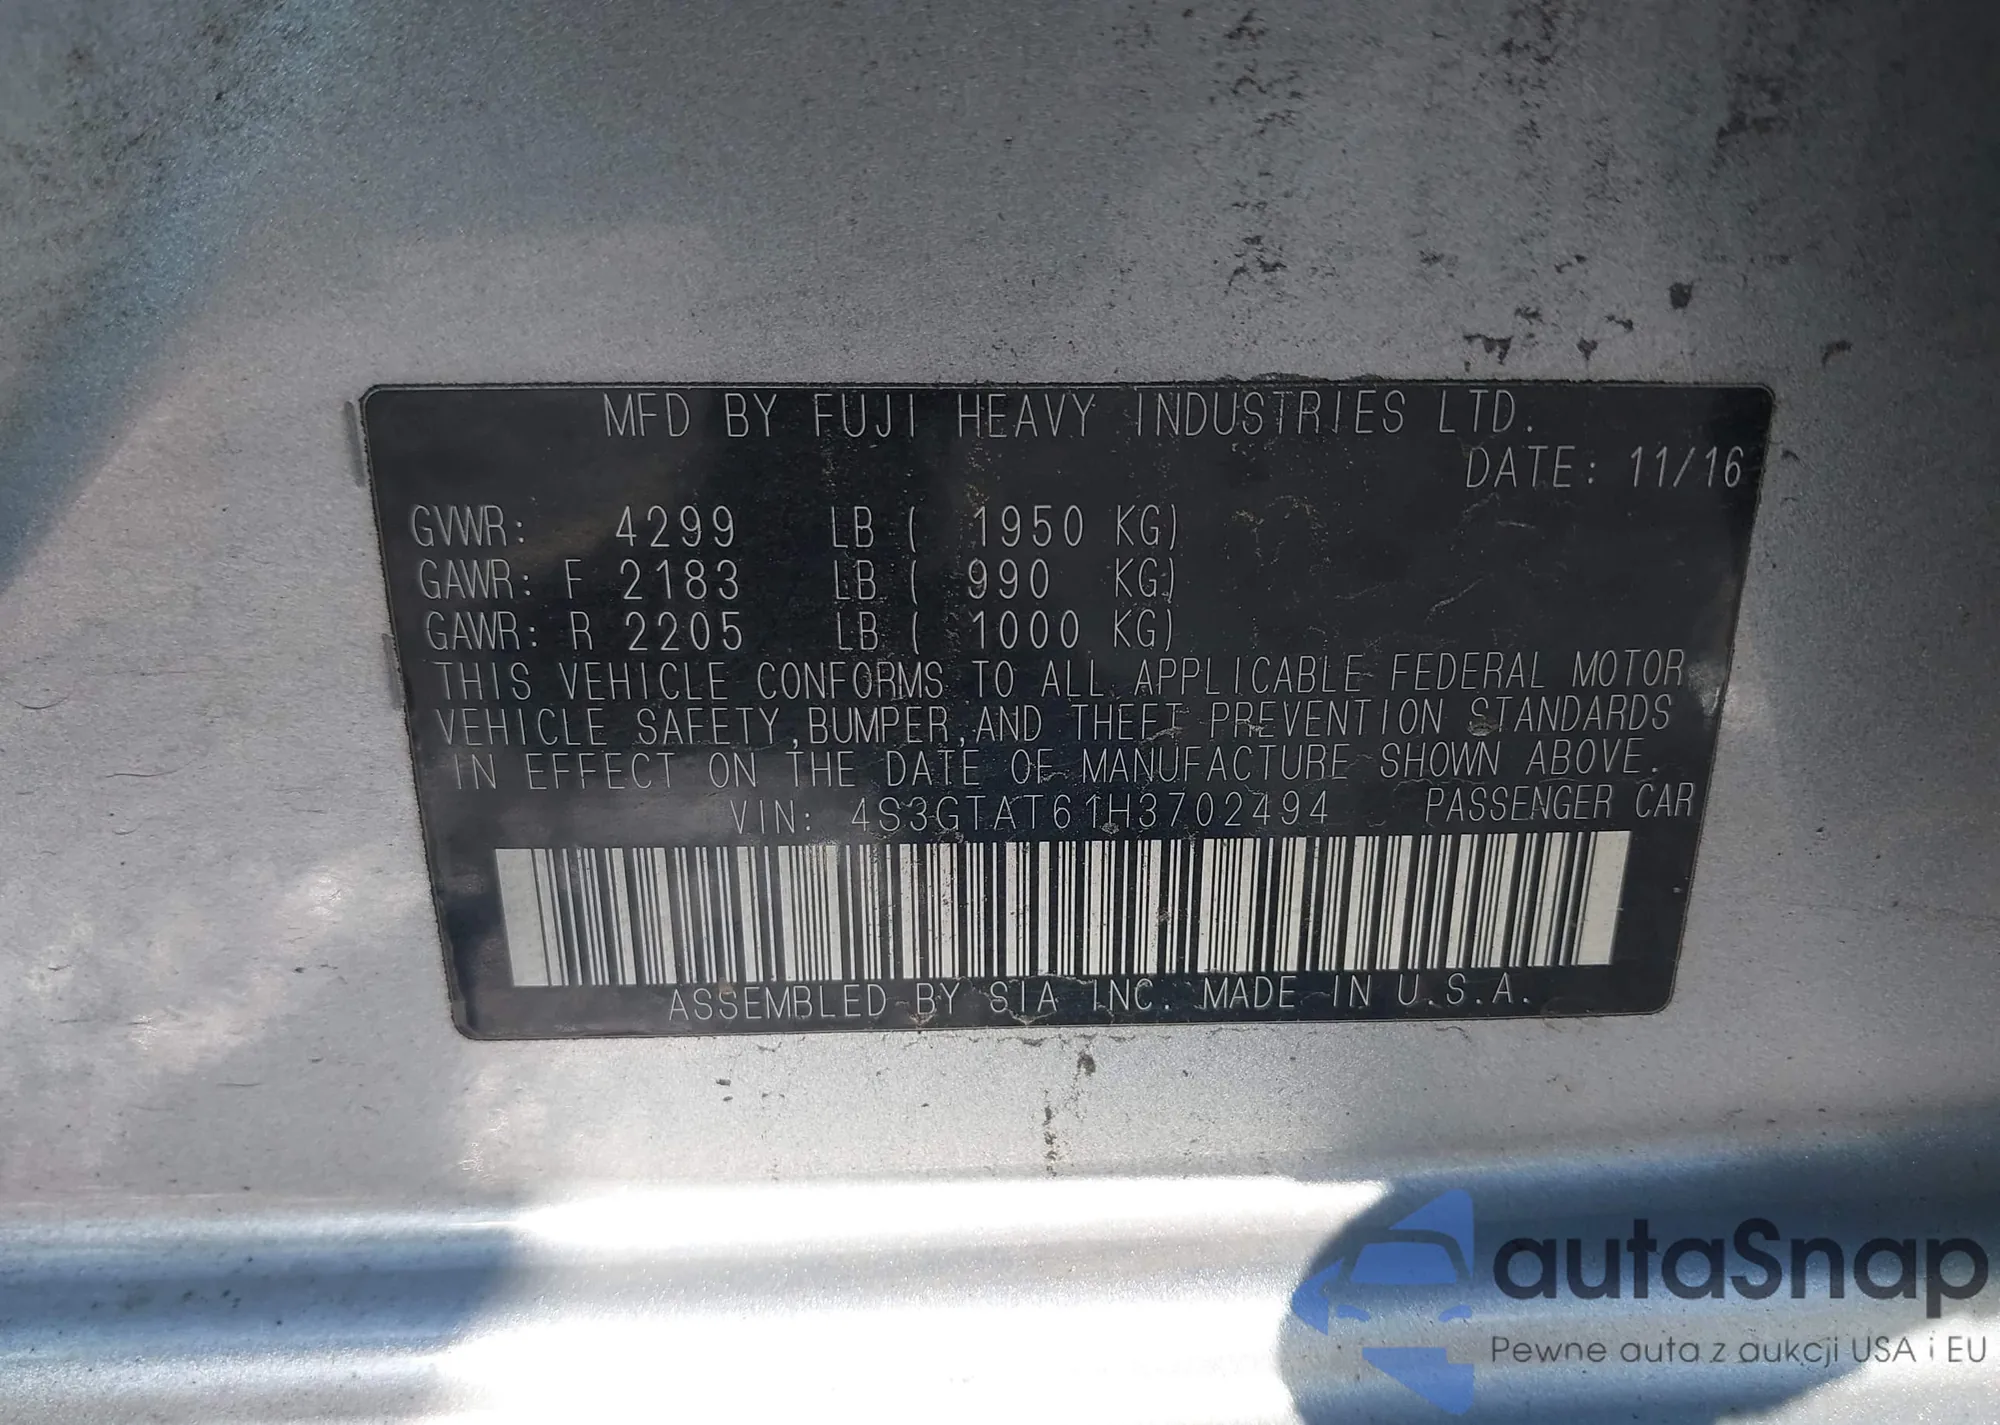 MFD BY FUJI HEAVY INDUSTRIES LTD.
DATE: 11/16
GVWR: 4299 LB ( 1950 KG)
GAWR: F 2183 LB ( 990 KG)
GAWR: R 2205 LB ( 1000 KG)
THIS VEHICLE CONFORMS TO ALL APPLICABLE FEDERAL MOTOR
VEHICLE SAFETY,BUMPER,AND THEFT PREVENTION STANDARDS
IN EFFECT ON THE DATE OF MANUFACTURE SHOWN ABOVE.
VIN: 4S3GTAT61H3702494 PASSENGER CAR
ASSEMBLED BY SIA INC. MADE IN U.S.A.
autaSnap
Pewne auta z aukcji USA i EU